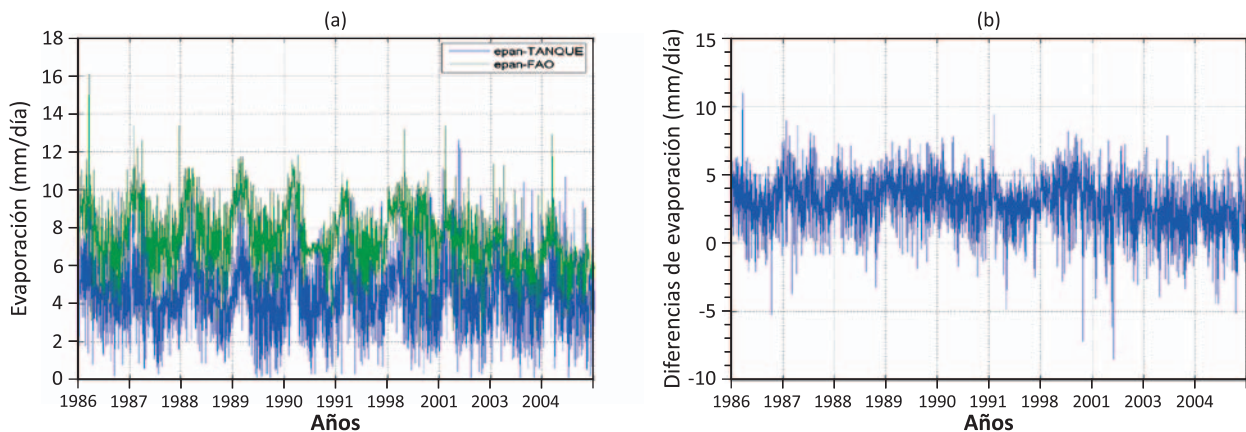 (a)
18
16
14
12
10
8
6
4
2
0
Evaporación (mm/día)
epan-TANQUE
epan-FAO
1986 1987 1988 1989 1990 1991 1998 2001 2003 2004
Años
(b)
15
10
5
0
-5
-10
Diferencias de evaporación (mm/día)
1986 1987 1988 1989 1990 1991 1998 2001 2003 2004
Años